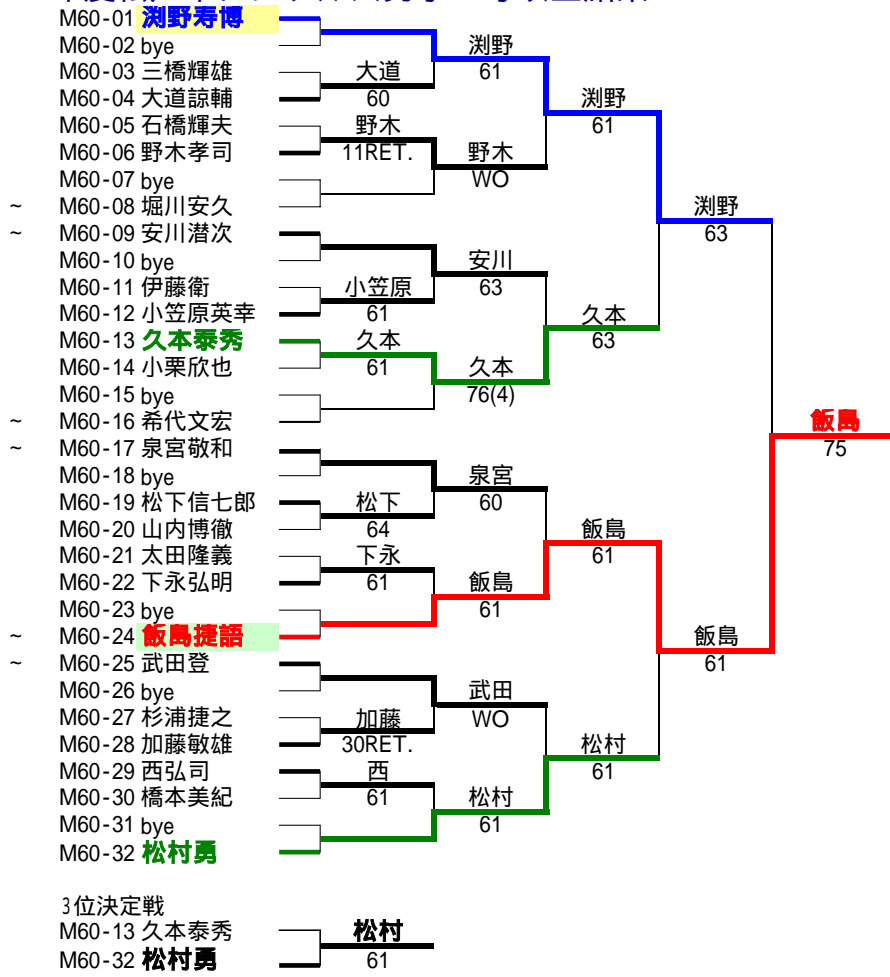 M60-01 渕野寿博
M60-02 bye
渕野
M60-03 三橋輝雄
大道
61
M60-04 大道諒輔
60
渕野
M60-05 石橋輝夫
野木
61
M60-06 野木孝司
11RET.
野木
M60-07 bye
WO
~ M60-08 堀川安久
渕野
~ M60-09 安川潜次
63
M60-10 bye
安川
M60-11 伊藤衛
小笠原
63
M60-12 小笠原英幸
61
久本
M60-13 久本泰秀
久本
63
M60-14 小栗欣也
61
久本
M60-15 bye
76(4)
~ M60-16 希代文宏
飯島
~ M60-17 泉宮敬和
75
M60-18 bye
泉宮
M60-19 松下信七郎
松下
60
M60-20 山内博徹
64
飯島
M60-21 太田隆義
下永
61
M60-22 下永弘明
61
飯島
M60-23 bye
61
~ M60-24 飯島捷語
飯島
~ M60-25 武田登
61
M60-26 bye
武田
M60-27 杉浦捷之
加藤
WO
M60-28 加藤敏雄
30RET.
松村
M60-29 西弘司
西
61
M60-30 橋本美紀
61
松村
M60-31 bye
61
M60-32 松村勇
3位決定戦
M60-13 久本泰秀
松村
M60-32 松村勇
61